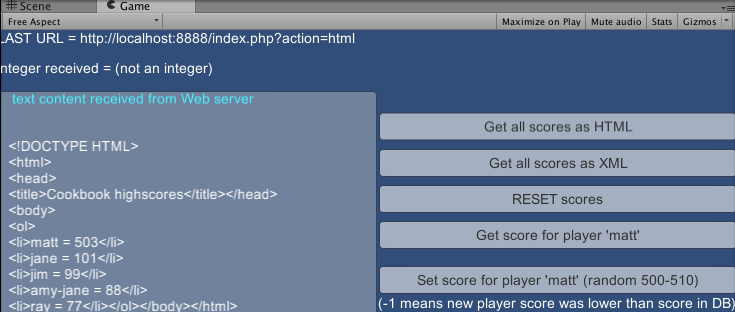 Scene Game
Free Aspect Maximize on Play Mute audio Stats Gizmos
LAST URL = http://localhost:8888/index.php?action=html
nteger received = (not an integer)
text content received from Web server
<!DOCTYPE HTML>
<html>
<head>
<title>Cookbook highscores</title></head>
<body>
<ol>
<li>matt = 503</li>
<li>jane = 101</li>
<li>jim = 99</li>
<li>amy-jane = 88</li>
<li>ray = 77</li></ol></body></html>
Get all scores as HTML
Get all scores as XML
RESET scores
Get score for player 'matt'
Set score for player 'matt' (random 500-510)
(-1 means new player score was lower than score in DB)